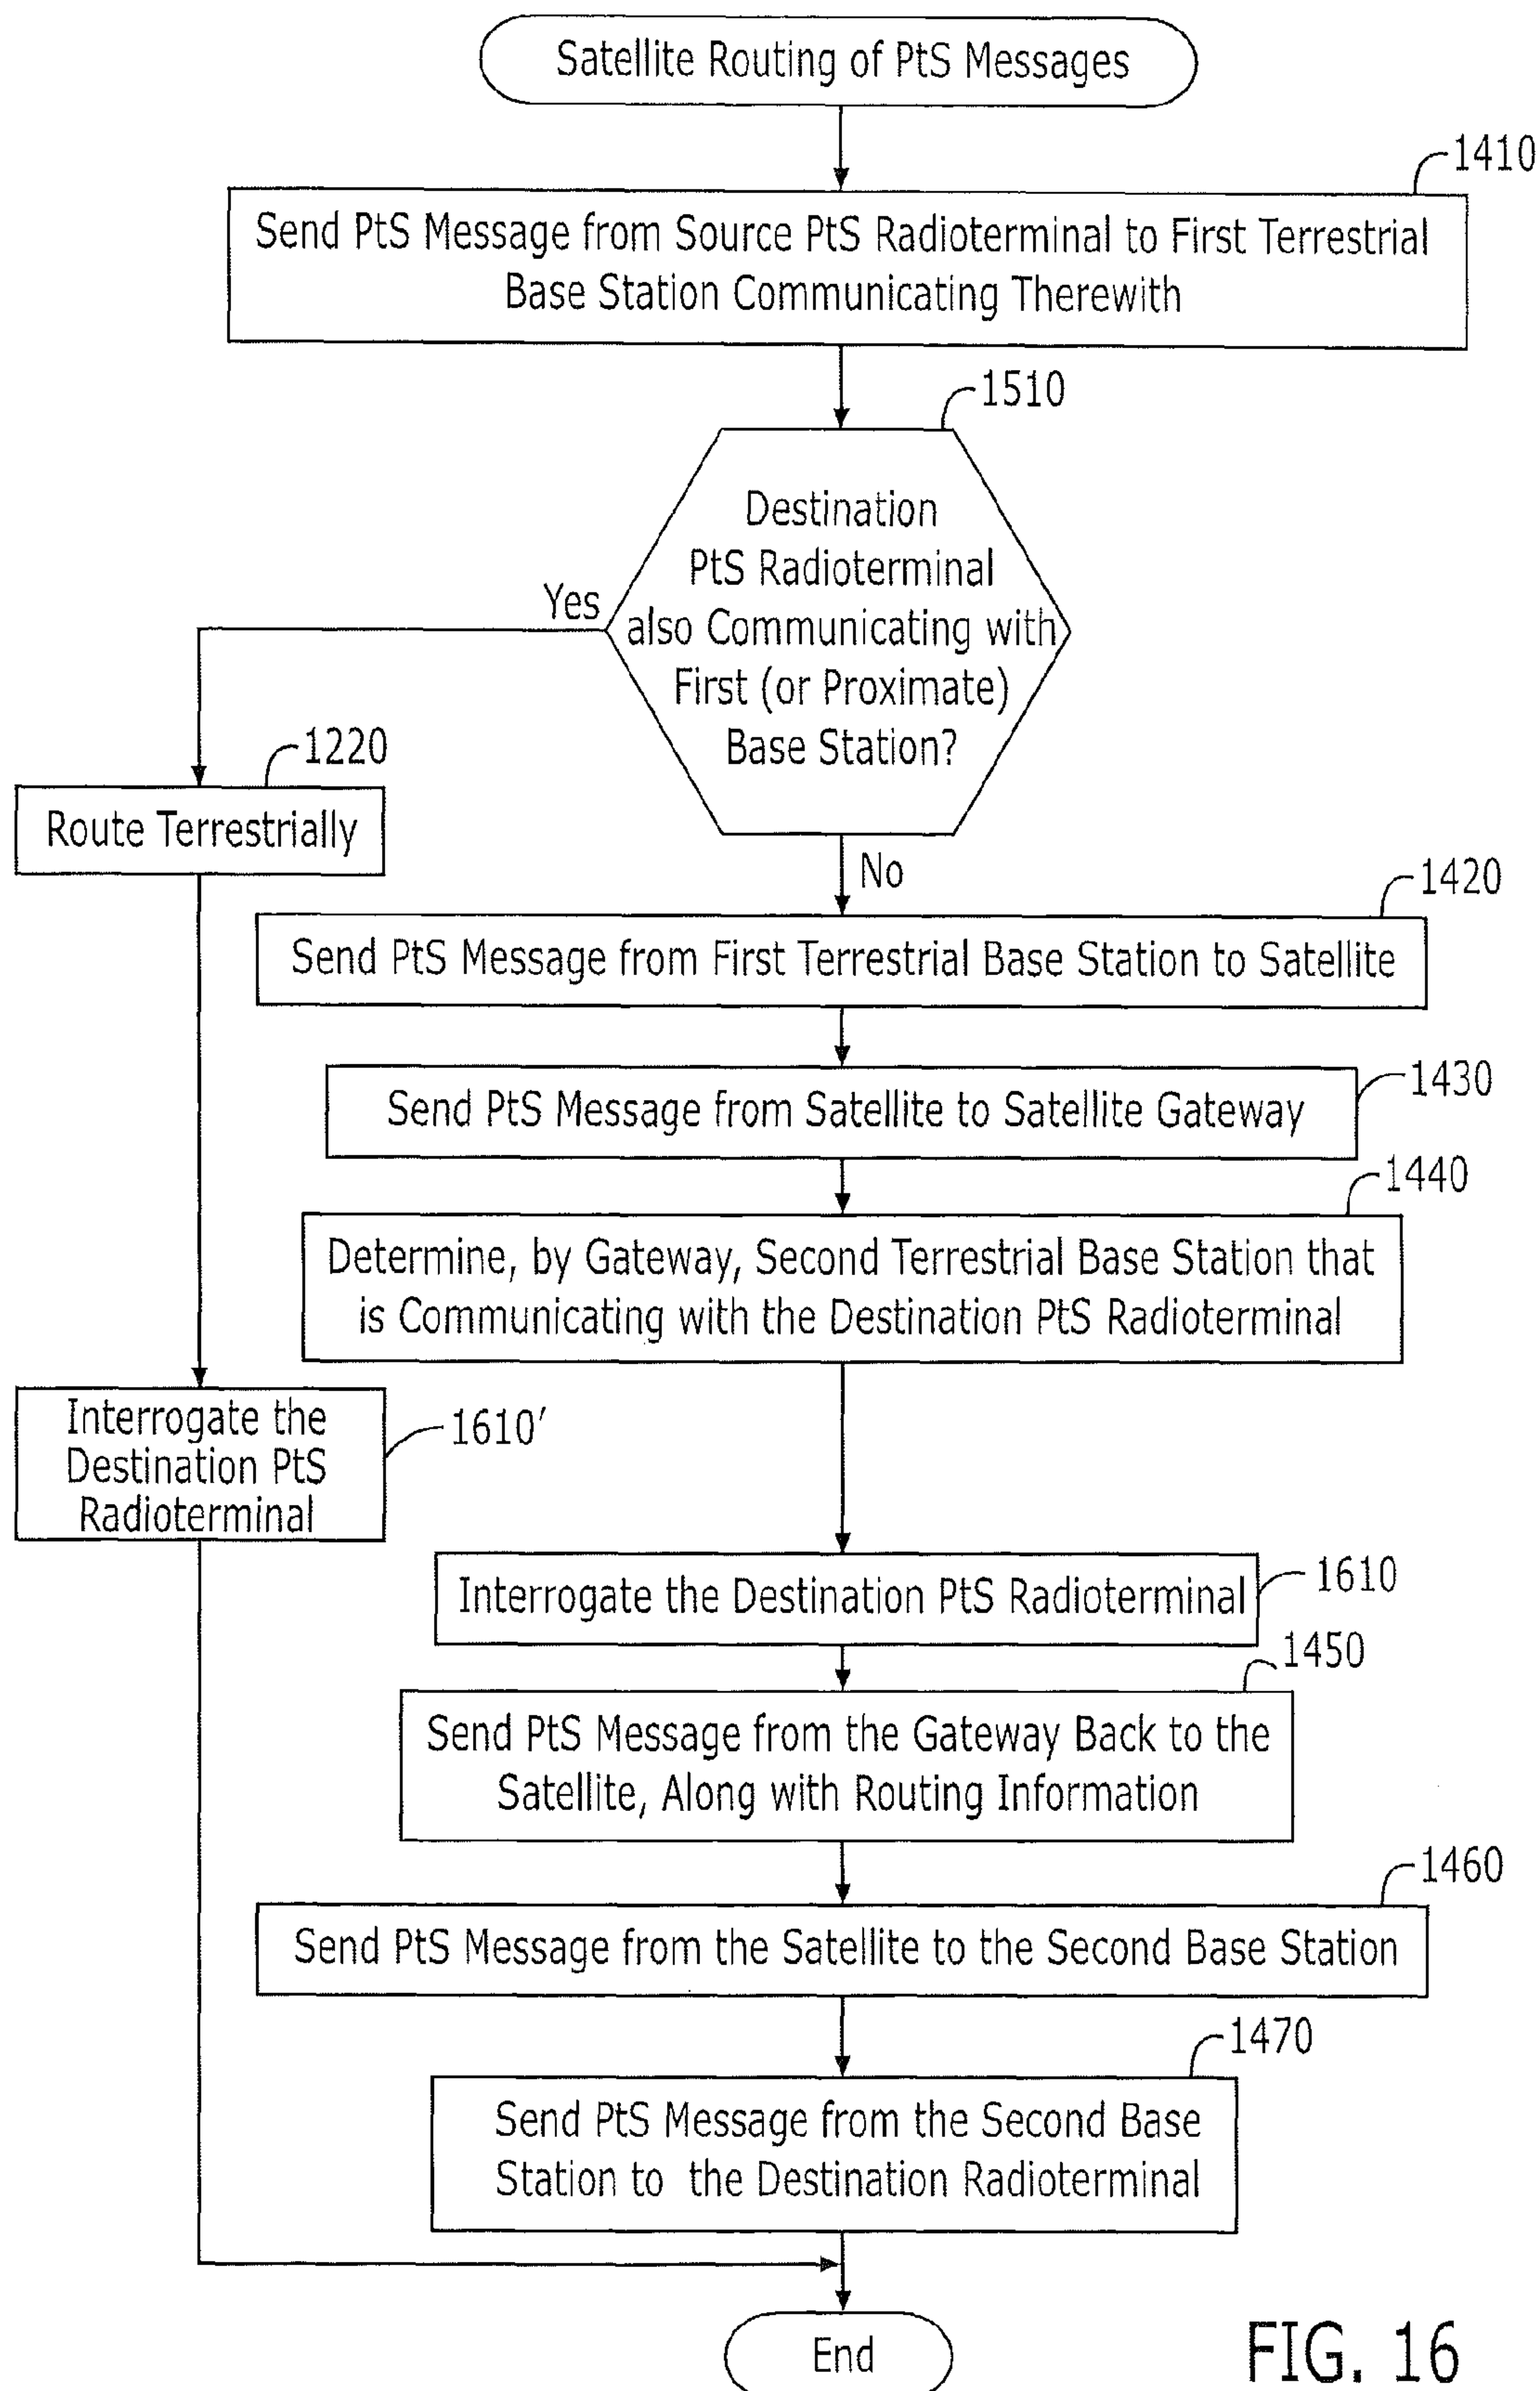 Satellite Routing of PtS Messages
1410
Send PtS Message from Source PtS Radioterminal to First Terrestrial
Base Station Communicating Therewith
1510
Destination
PtS Radioterminal
also Communicating with
First (or Proximate)
Base Station?
Yes
1220
Route Terrestrially
No
1420
Send PtS Message from First Terrestrial Base Station to Satellite
1430
Send PtS Message from Satellite to Satellite Gateway
1440
Determine, by Gateway, Second Terrestrial Base Station that
is Communicating with the Destination PtS Radioterminal
Interrogate the
Destination PtS
Radioterminal
1610'
Interrogate the Destination PtS Radioterminal
1610
1450
Send PtS Message from the Gateway Back to the
Satellite, Along with Routing Information
1460
Send PtS Message from the Satellite to the Second Base Station
1470
Send PtS Message from the Second Base
Station to the Destination Radioterminal
End
FIG. 16